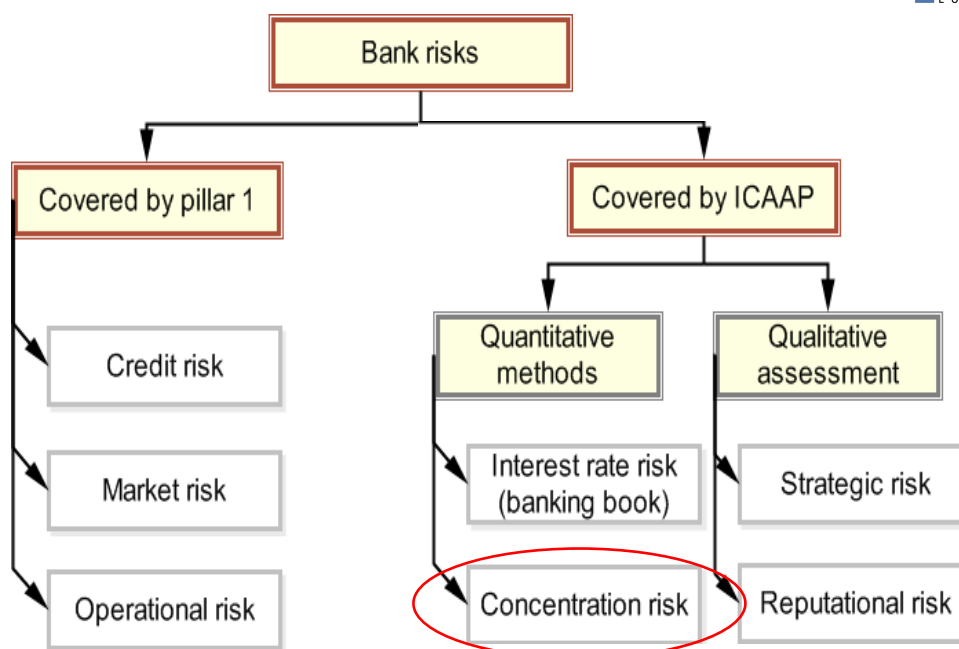 Bank risks
Covered by pillar 1
Covered by ICAAP
Quantitative
methods
Qualitative
assessment
Credit risk
Market risk
Operational risk
Interest rate risk
(banking book)
Concentration risk
Strategic risk
Reputational risk